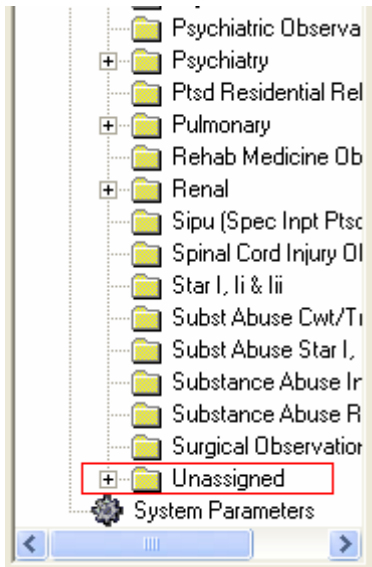 Psychiatric Observa
Psychiatry
Ptsd Residential Rel
Pulmonary
Rehab Medicine Ob
Renal
Sipu (Spec Inpt Ptsd
Spinal Cord Injury Ol
Star I, Ii & Iii
Subst Abuse Cwt/Tr
Subst Abuse Star I,
Substance Abuse Ir
Substance Abuse R
Surgical Observation
Unassigned
System Parameters